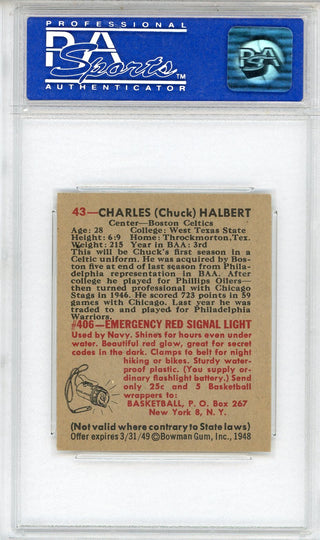 PROFESSIONAL
PSA
Sports™
AUTHENTICATOR
PSA
43—CHARLES (Chuck) HALBERT
Center—Boston Celtics
Age: 28 College: West Texas State
Height: 6:9 Home: Throckmorton, Tex.
Weight: 215 Year in BAA: 3rd
This will be Chuck's first season in a
Celtic uniform. He was acquired by Bos-
ton five at end of last season from Phila-
delphia representation in BAA. After
college he played for Phillips Oilers—
then turned professional with Chicago
Stags in 1946. He scored 723 points in 59
games with Chicago. Last year he was
traded to and played for Philadelphia
Warriors.
#406—EMERGENCY RED SIGNAL LIGHT
Used by Navy. Shines for hours even under
water. Beautiful red glow, great for secret
codes in the dark. Clamps to belt for night
hiking or bikes. Sturdy water-
proof plastic. (You supply or-
dinary flashlight battery.) Send
only 25c and 5 Basketball
wrappers to:
BASKETBALL, P. O. Box 267
New York 8, N. Y.
(Not valid where contrary to State laws)
Offer expires 3/31/49 ©Bowman Gum, Inc., 1948